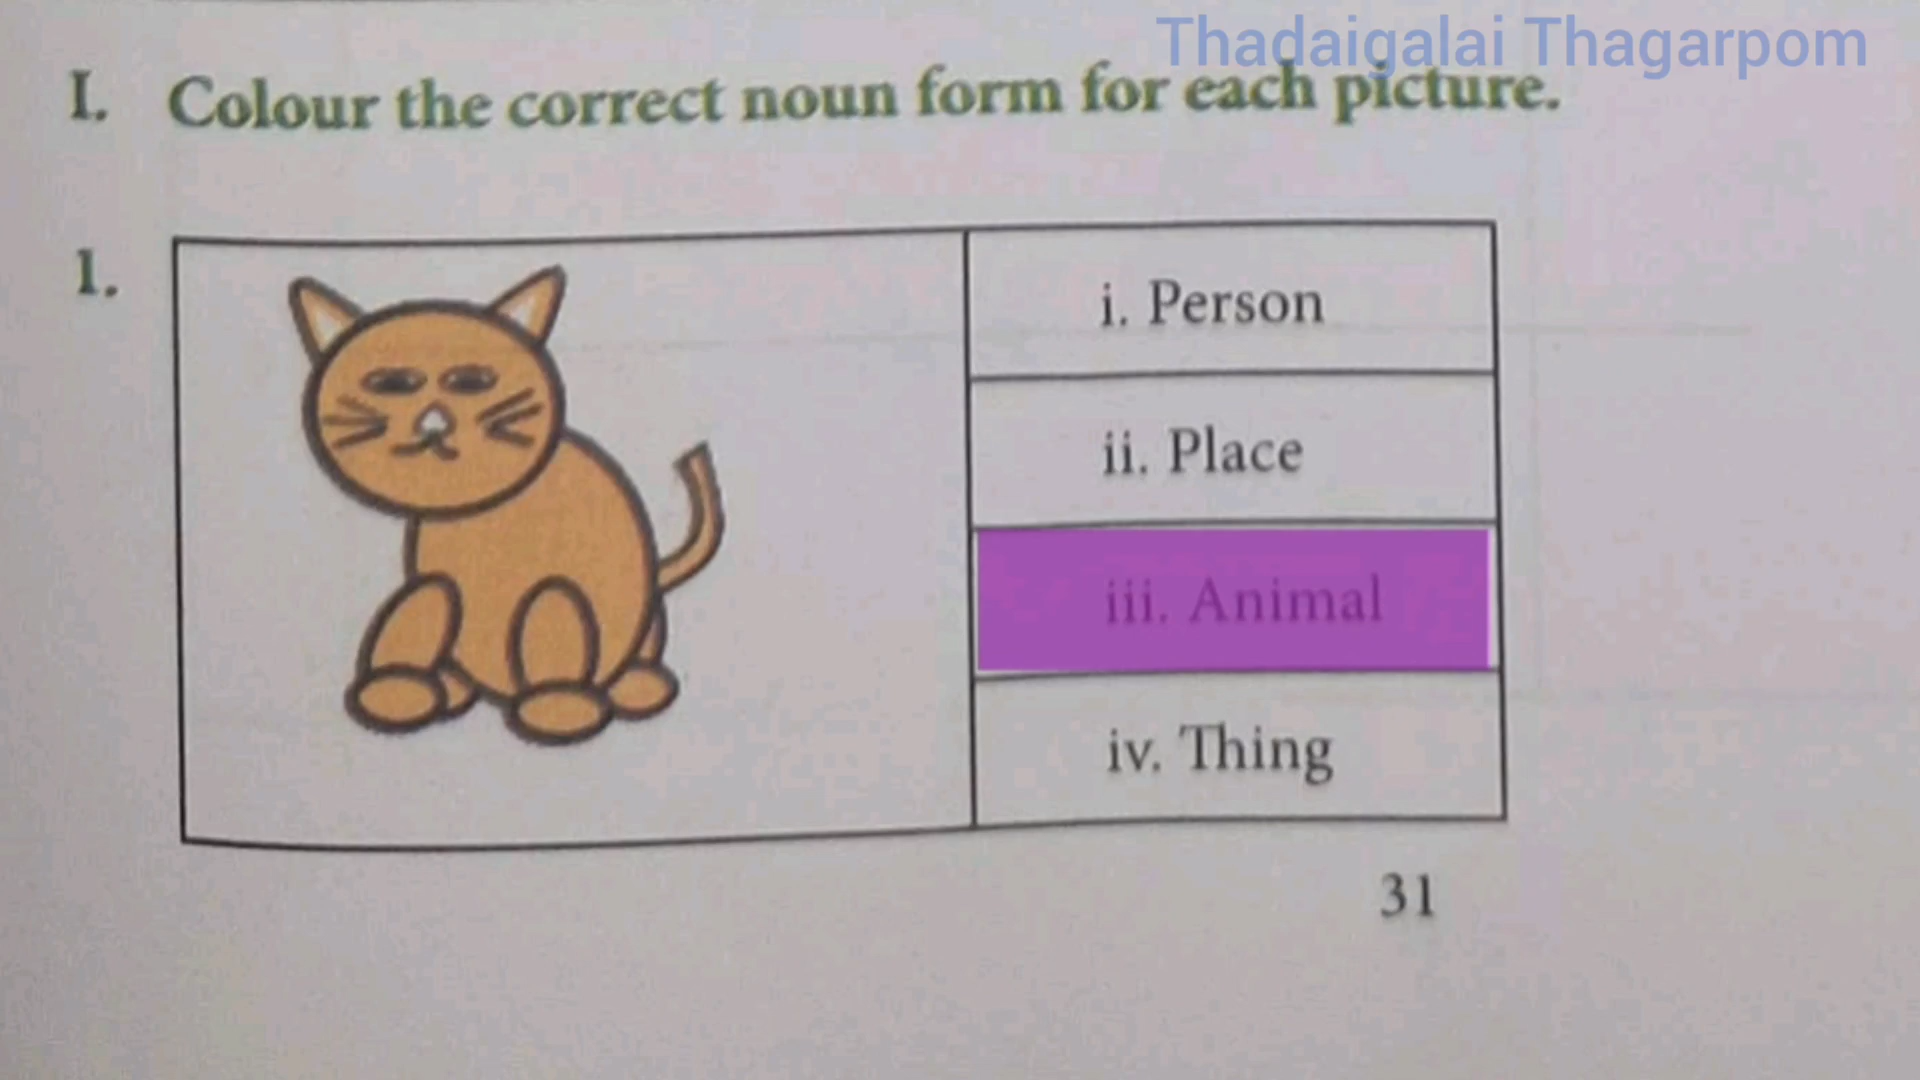 Thadaigalai Thagarpom
I. Colour the correct noun form for each picture.
1.
i. Person
ii. Place
iii. Animal
iv. Thing
31